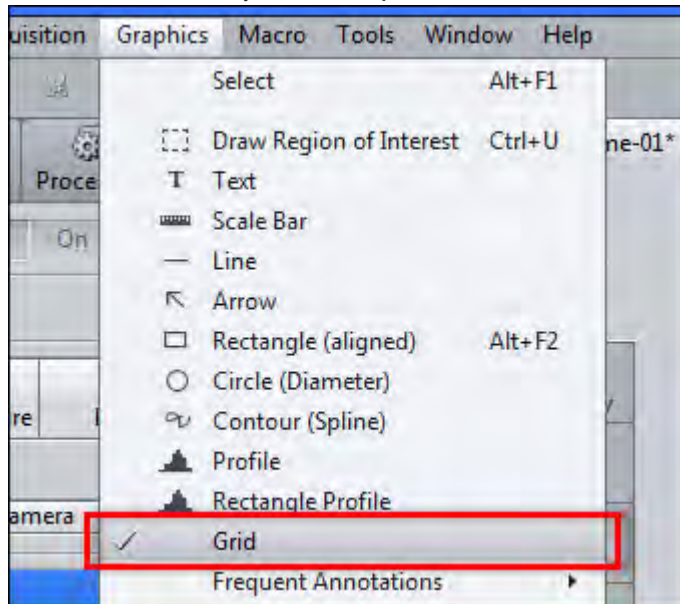 uisition Graphics Macro Tools Window Help
Select Alt+F1
Draw Region of Interest Ctrl+U
ne-01*
Proce
T Text
Scale Bar
On
Line
Arrow
Rectangle (aligned) Alt+F2
Circle (Diameter)
re
Contour (Spline)
Profile
Rectangle Profile
amera
Grid
Frequent Annotations